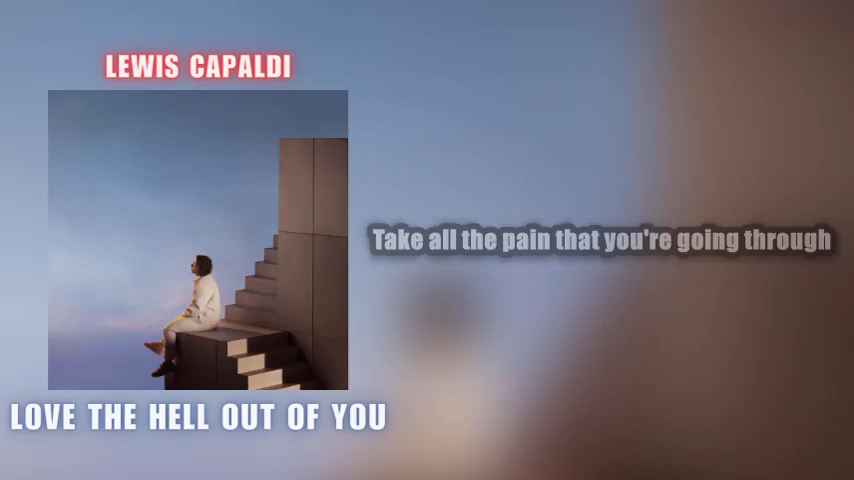 LEWIS CAPALDI
Take all the pain that you're going through
LOVE THE HELL OUT OF YOU